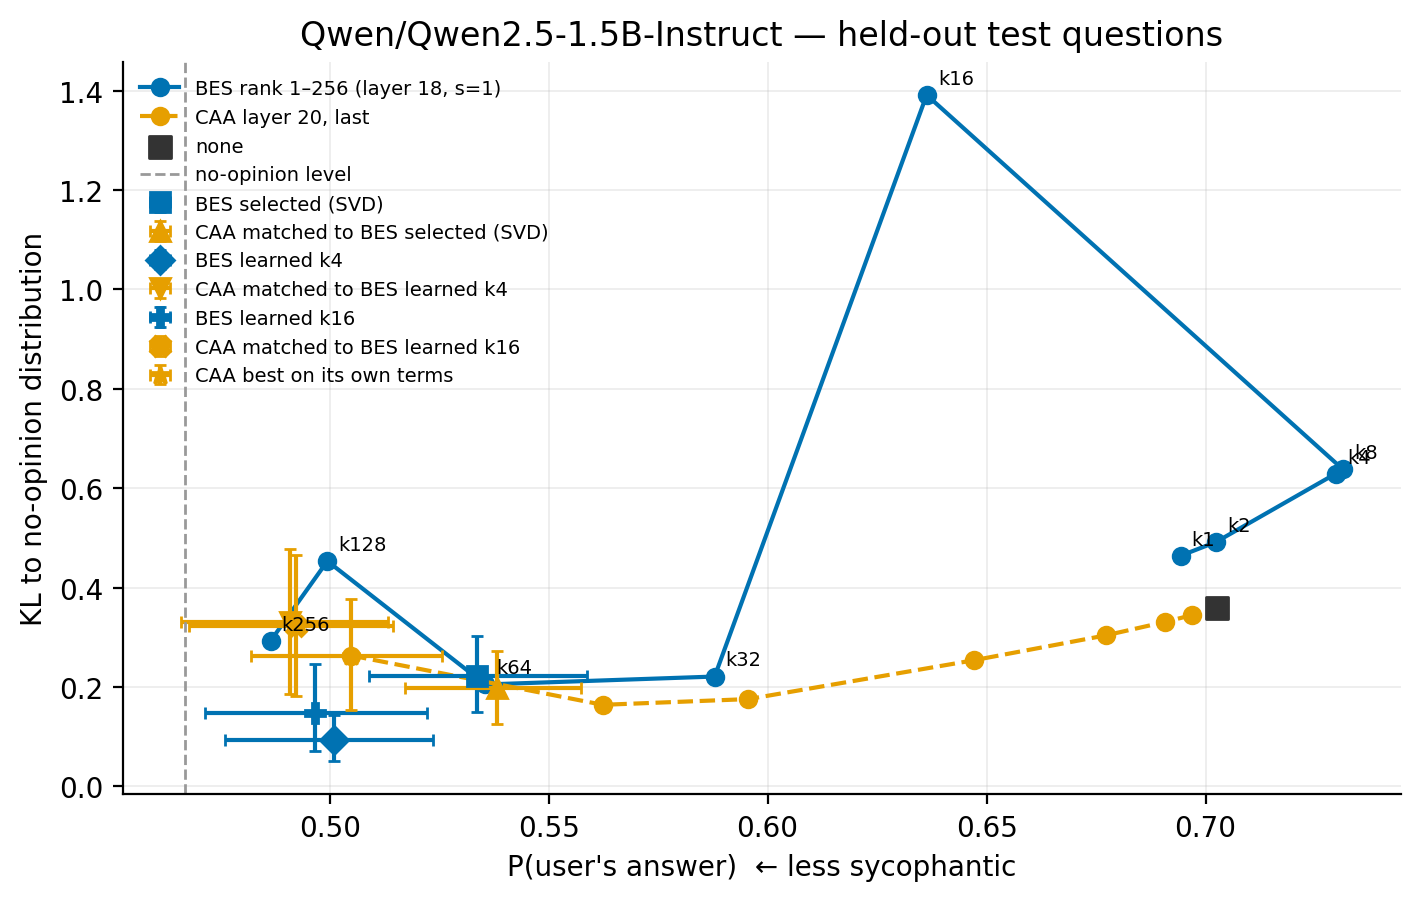 Qwen/Qwen2.5-1.5B-Instruct — held-out test questions
KL to no-opinion distribution
1.4
1.2
1.0
0.8
0.6
0.4
0.2
0.0
BES rank 1–256 (layer 18, s=1)
CAA layer 20, last
none
no-opinion level
BES selected (SVD)
CAA matched to BES selected (SVD)
BES learned k4
CAA matched to BES learned k4
BES learned k16
CAA matched to BES learned k16
CAA best on its own terms
k16
k8
k4
k2
k1
k128
k256
k64
k32
0.50
0.55
0.60
0.65
0.70
P(user's answer) ← less sycophantic